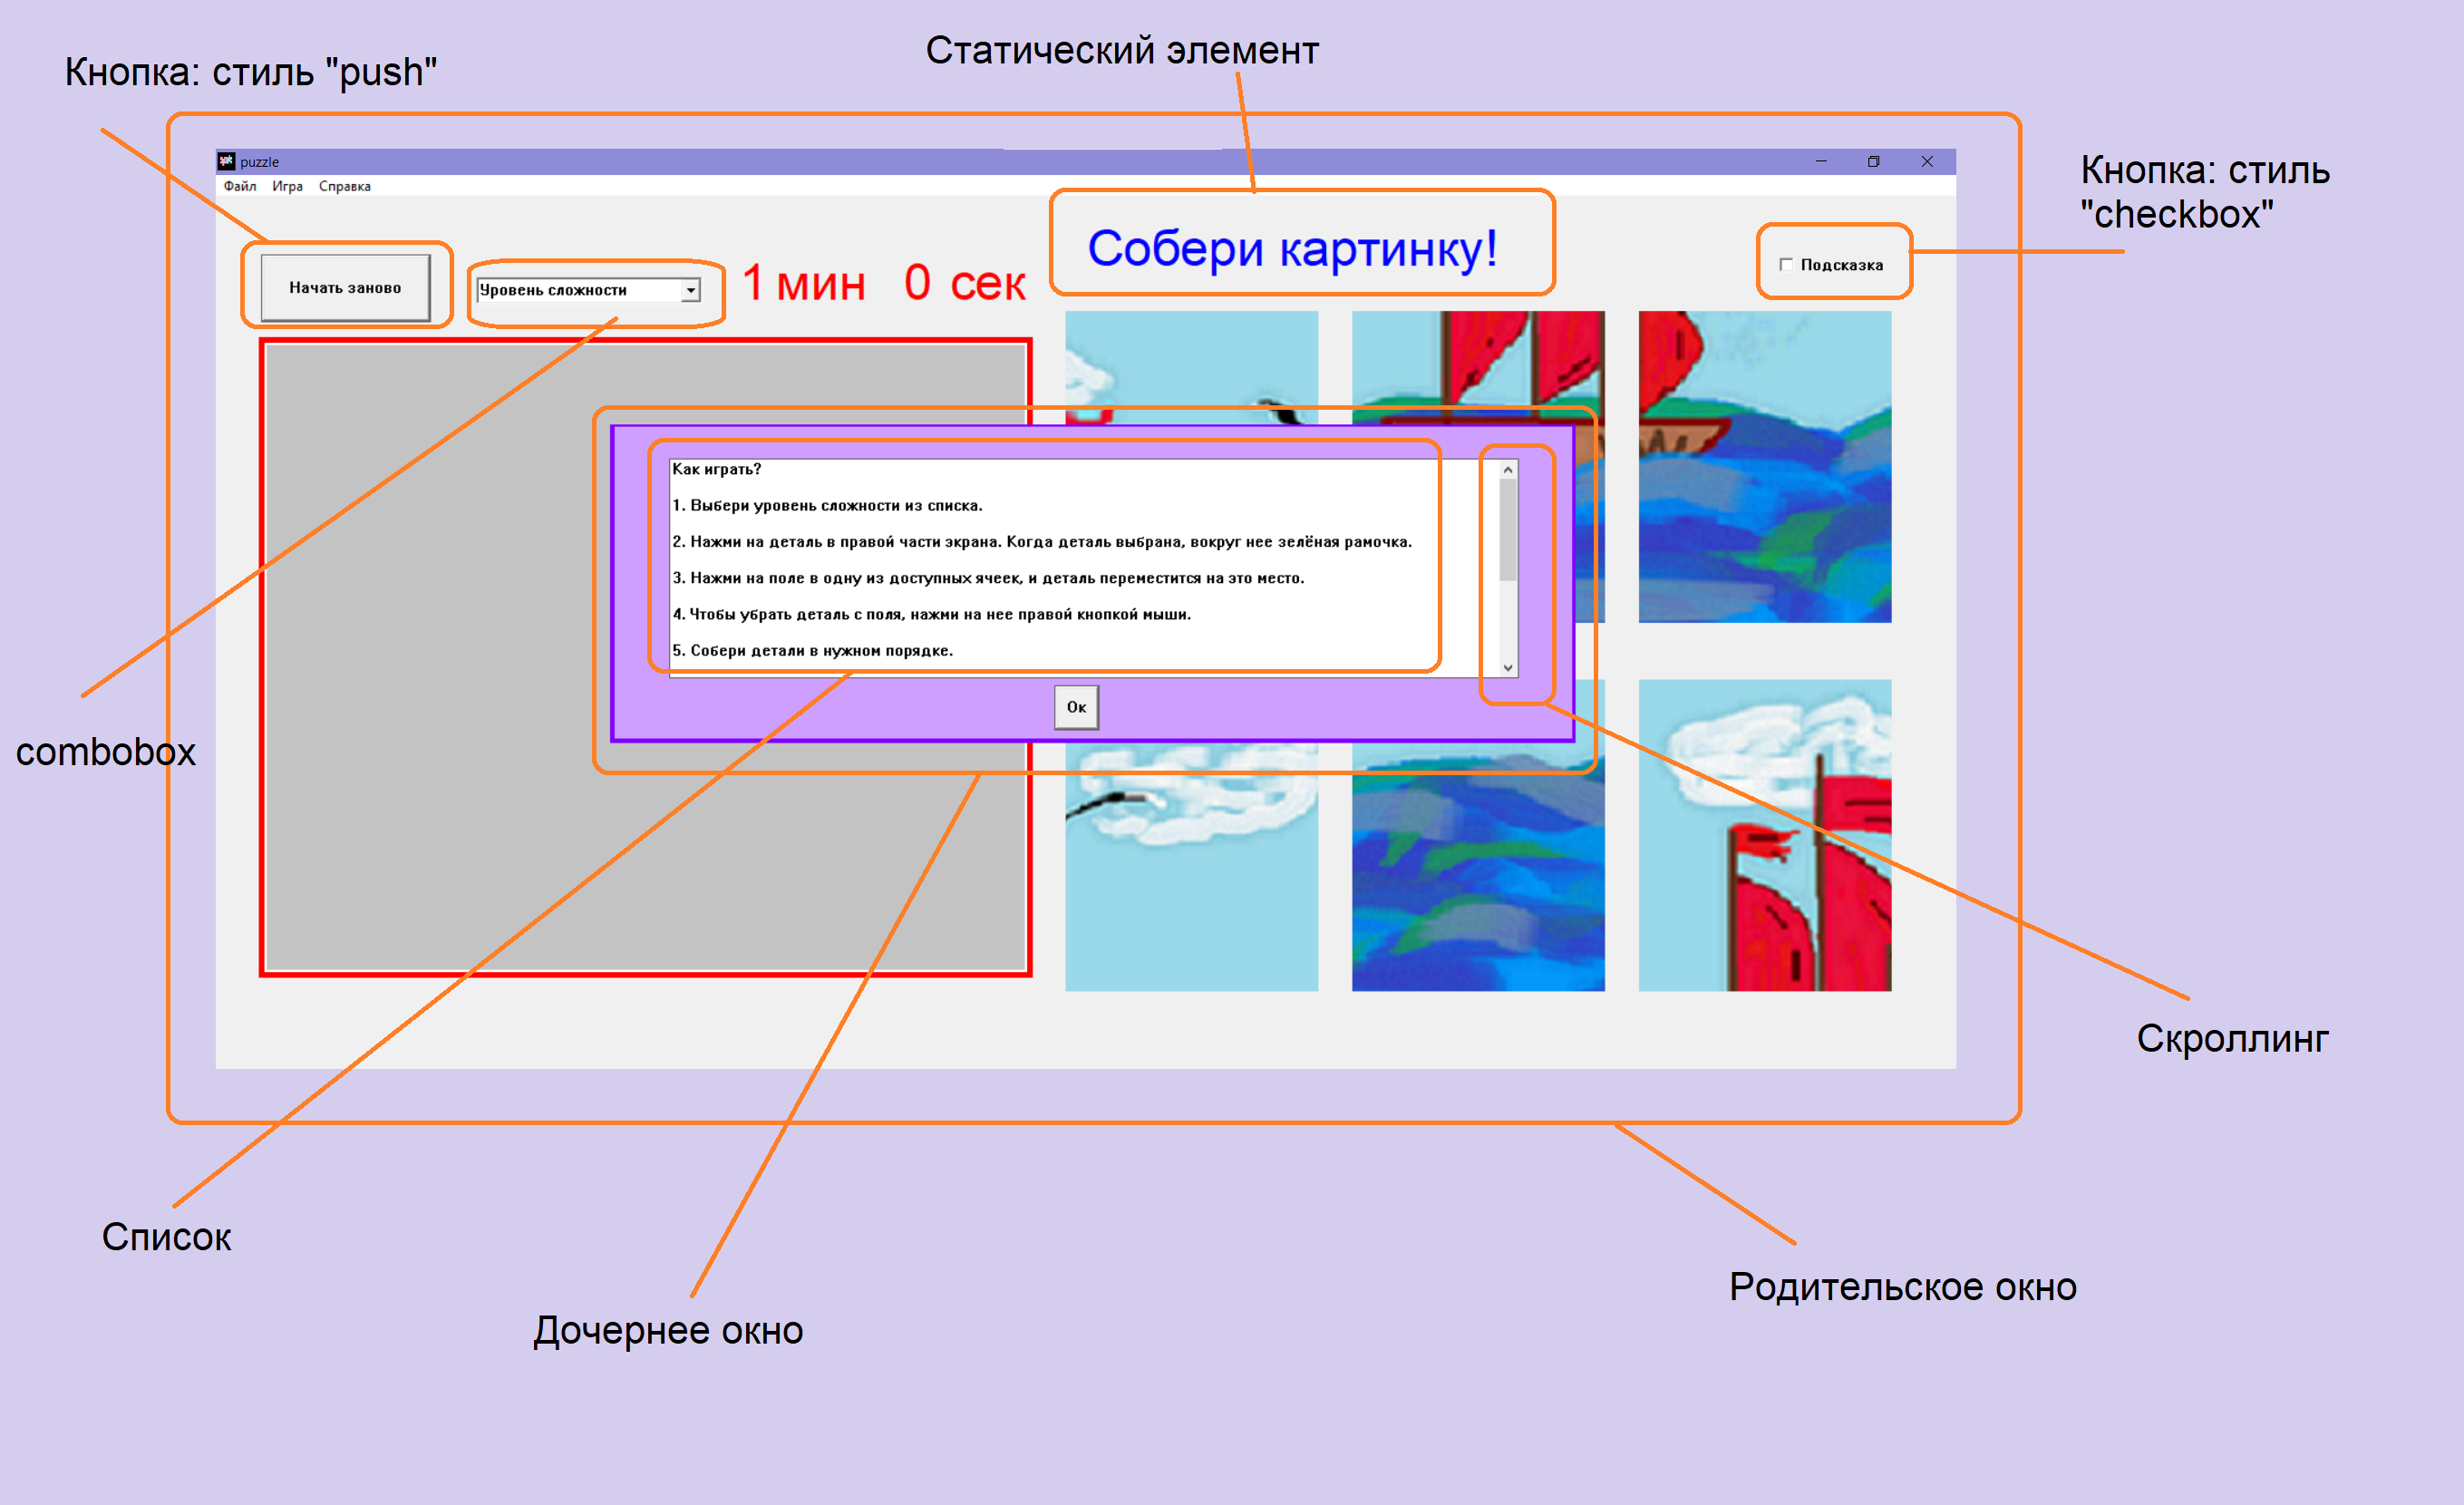 Статический элемент
Кнопка: стиль "push"
Кнопка: стиль
"checkbox"
puzzle
Файл Игра Справка
Собери картинку!
Подсказка
Начать заново
Уровень сложности
1 мин 0 сек
Как играть?
1. Выбери уровень сложности из списка.
2. Нажми на деталь в правой части экрана. Когда деталь выбрана, вокруг нее зелёная рамочка.
3. Нажми на поле в одну из доступных ячеек, и деталь переместится на это место.
4. Чтобы убрать деталь с поля, нажми на нее правой кнопкой мыши.
5. Собери детали в нужном порядке.
Ок
combobox
Скроллинг
Список
Родительское окно
Дочернее окно